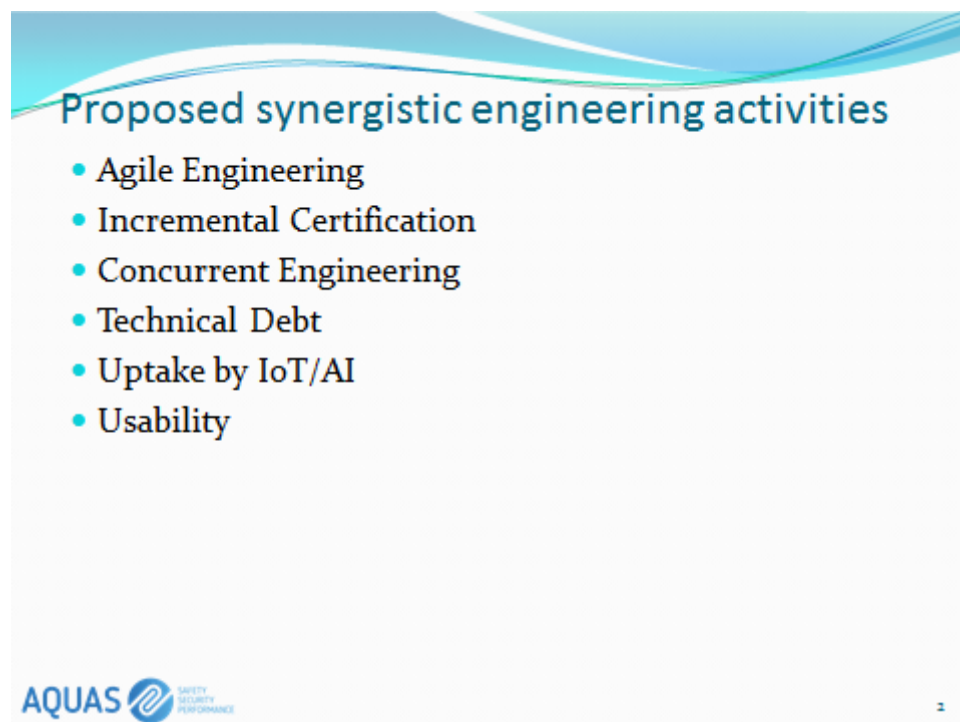 Proposed synergistic engineering activities
Agile Engineering
Incremental Certification
Concurrent Engineering
Technical Debt
Uptake by IoT/AI
Usability
AQUAS
SAFETY
SECURITY
PERFORMANCE
2